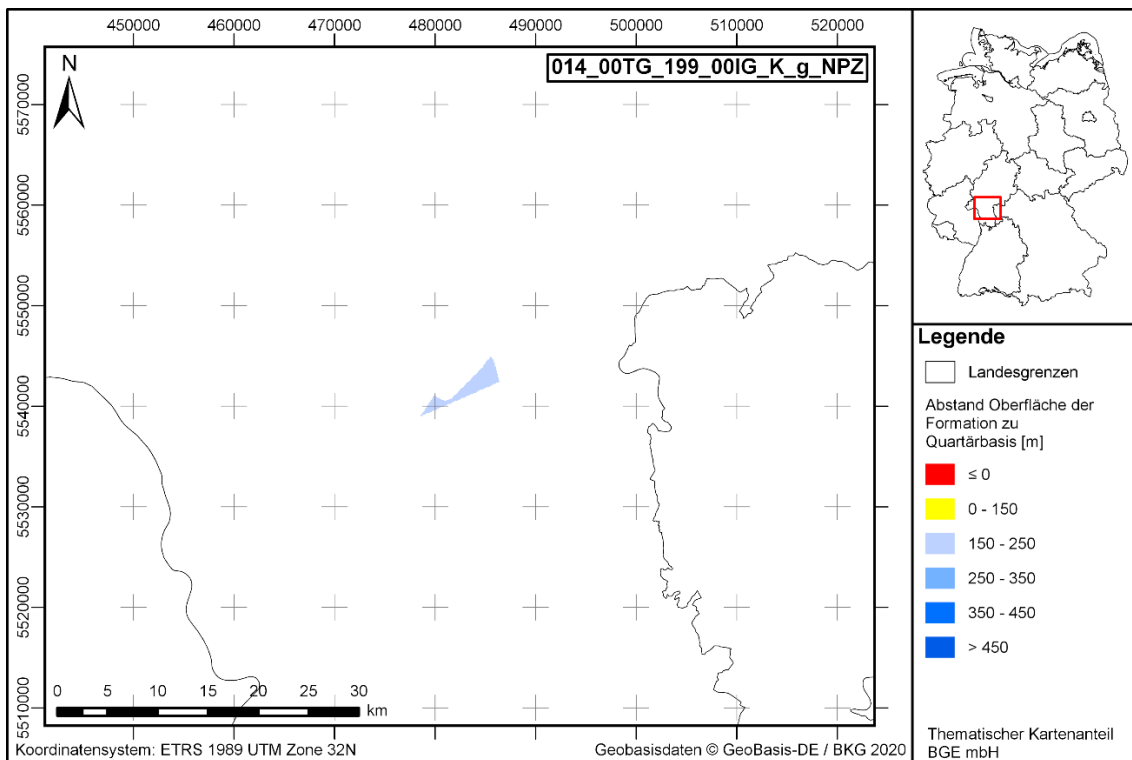 450000 460000 470000 480000 490000 500000 510000 520000
014_00TG_199_00IG_K_g_NPZ
N
5570000
5560000
5550000
5540000
5530000
5520000
5510000
0 5 10 15 20 25 30
km
Koordinatensystem: ETRS 1989 UTM Zone 32N
Geobasisdaten © GeoBasis-DE / BKG 2020
Legende
Landesgrenzen
Abstand Oberfläche der
Formation zu
Quartärbasis [m]
≤ 0
0 - 150
150 - 250
250 - 350
350 - 450
> 450
Thematischer Kartenanteil
BGE mbH